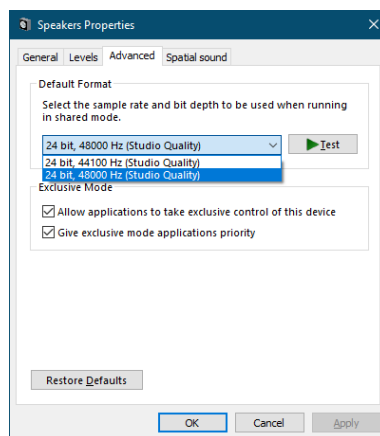 Speakers Properties
General Levels Advanced Spatial sound
Default Format
Select the sample rate and bit depth to be used when running
in shared mode.
24 bit, 48000 Hz (Studio Quality)
Test
24 bit, 44100 Hz (Studio Quality)
24 bit, 48000 Hz (Studio Quality)
Exclusive Mode
Allow applications to take exclusive control of this device
Give exclusive mode applications priority
Restore Defaults
OK Cancel Apply